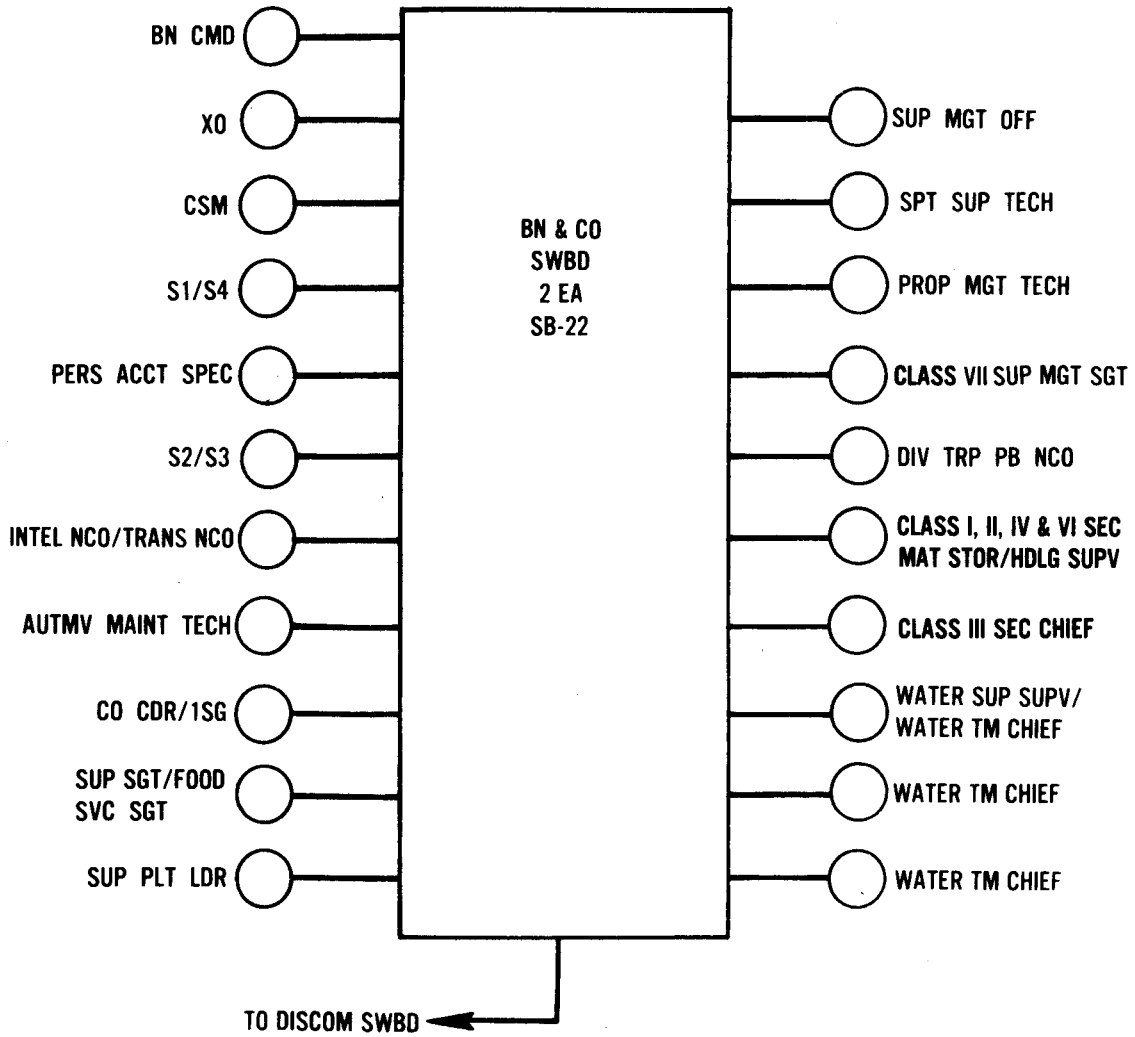 BN CMD
XO
CSM
S1/S4
PERS ACCT SPEC
S2/S3
INTEL NCO/TRANS NCO
AUTMV MAINT TECH
CO CDR/1SG
SUP SGT/FOOD
SVC SGT
SUP PLT LDR
BN & CO
SWBD
2 EA
SB-22
SUP MGT OFF
SPT SUP TECH
PROP MGT TECH
CLASS VII SUP MGT SGT
DIV TRP PB NCO
CLASS I, II, IV & VI SEC
MAT STOR/HDLG SUPV
CLASS III SEC CHIEF
WATER SUP SUPV/
WATER TM CHIEF
WATER TM CHIEF
WATER TM CHIEF
TO DISCOM SWBD